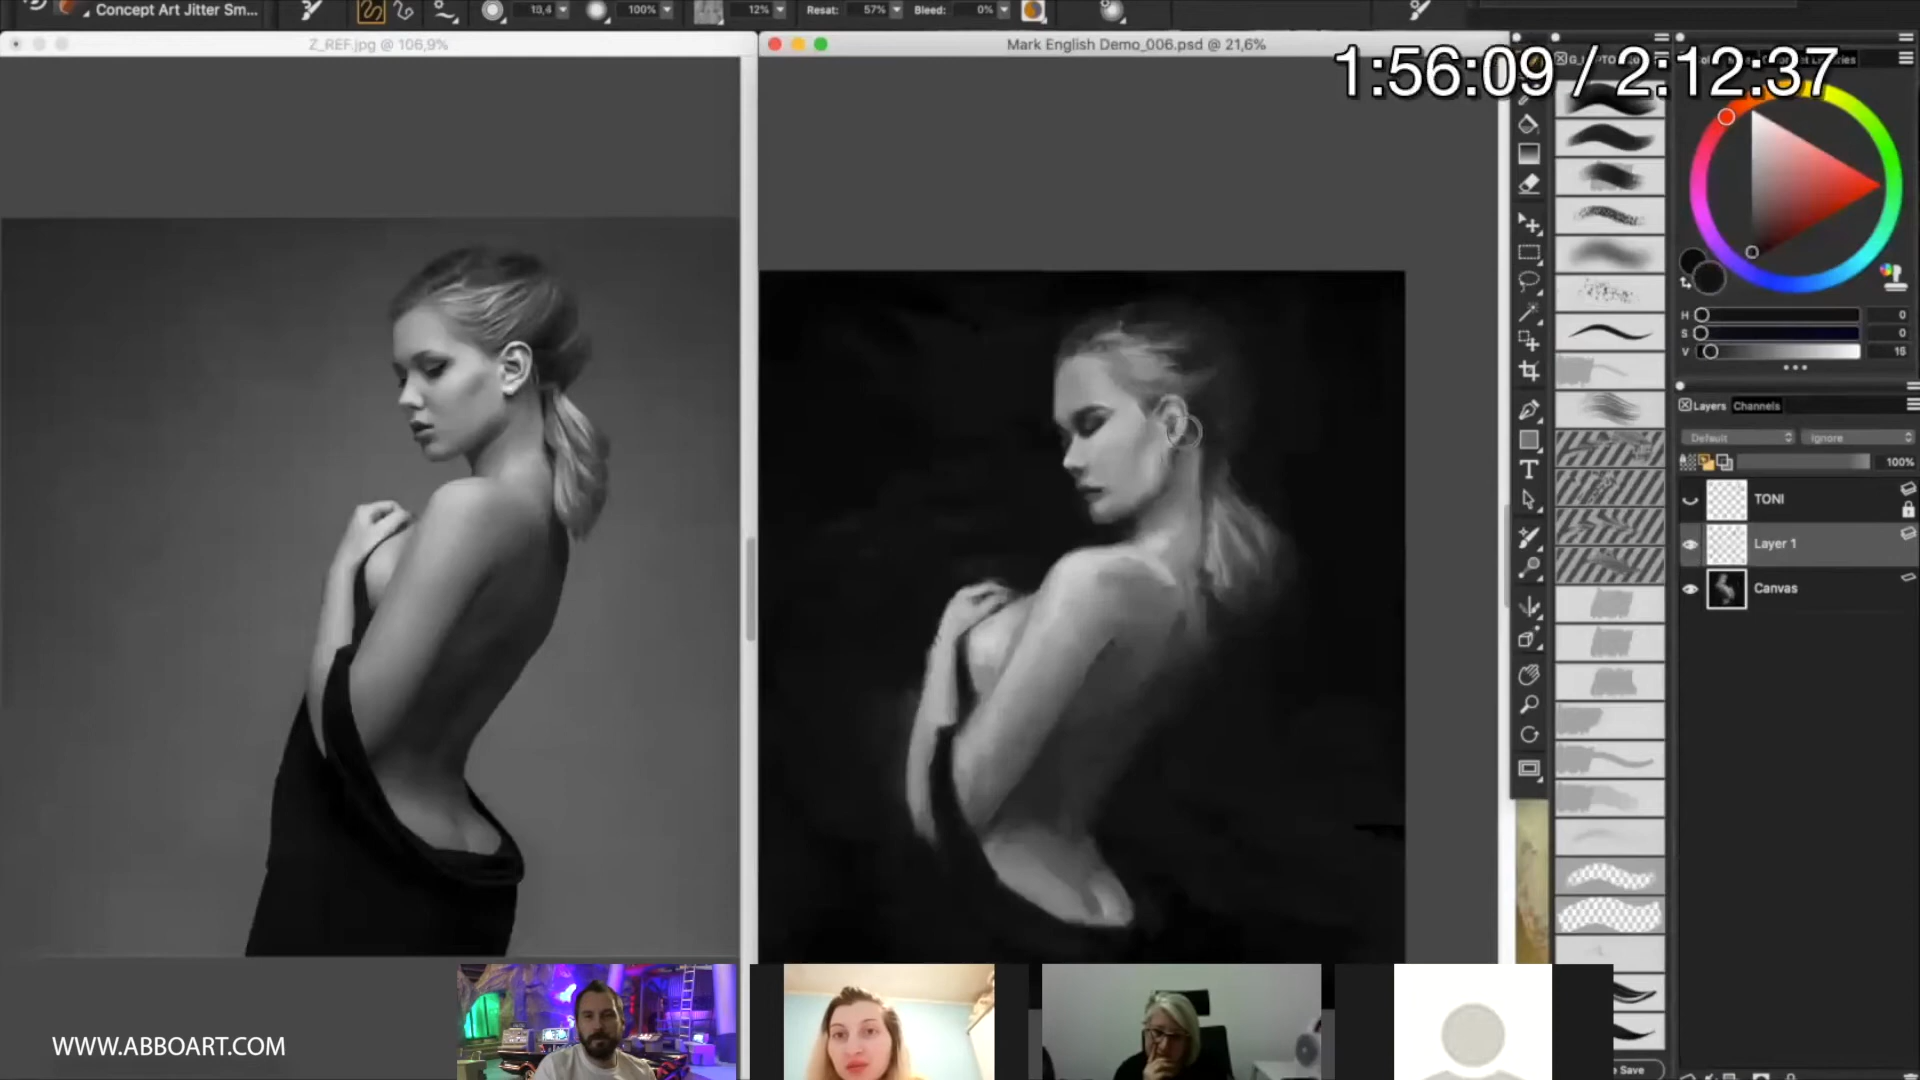 Concept Art Jitter Sm...
100%
12%
Resat: 57%
Bleed: 0%
Z_REF.jpg @ 106,9%
Mark English Demo_006.psd @ 21,6%
1:56:09 / 2:12:37
H 0
S 0
V 16
Layers Channels
Default
Ignore
100%
TONI
Layer 1
Canvas
Save
WWW.ABBOART.COM